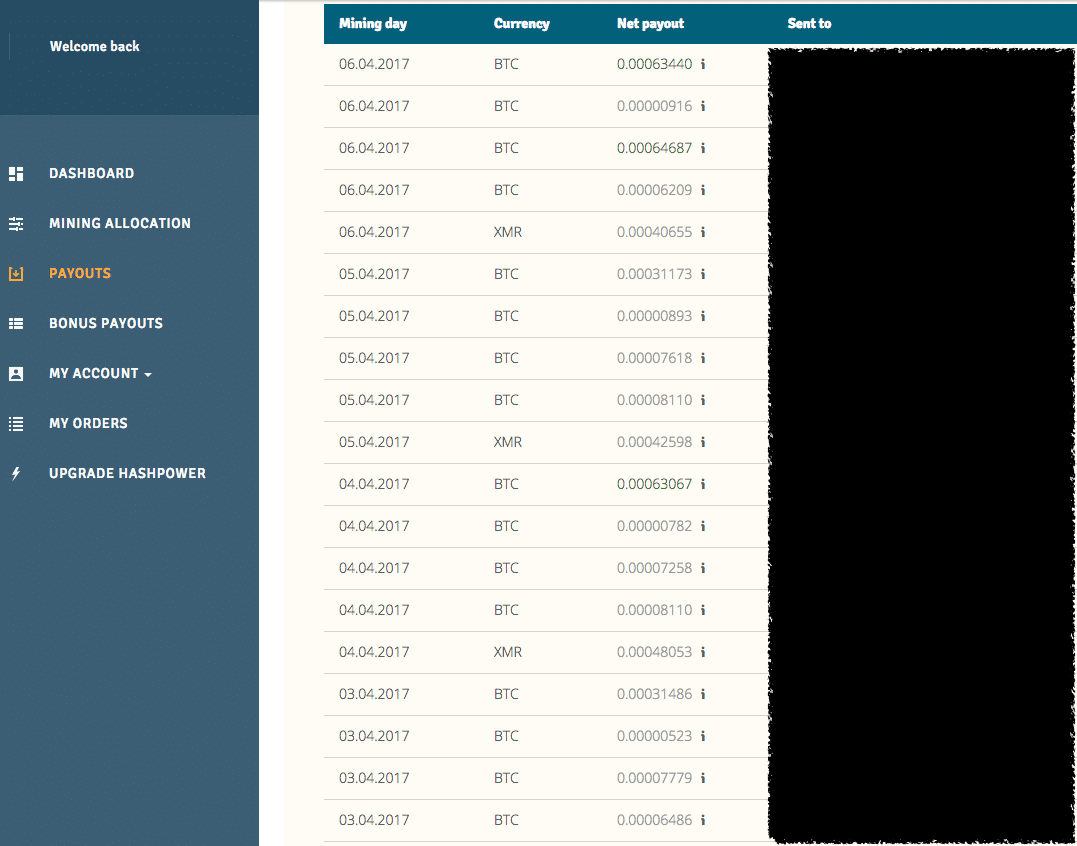 Welcome back
DASHBOARD
MINING ALLOCATION
PAYOUTS
BONUS PAYOUTS
MY ACCOUNT
MY ORDERS
UPGRADE HASHPOWER
Mining day Currency Net payout Sent to
06.04.2017 BTC 0.00063440 i
06.04.2017 BTC 0.00000916 i
06.04.2017 BTC 0.00064687 i
06.04.2017 BTC 0.00006209 i
06.04.2017 XMR 0.00040655 i
05.04.2017 BTC 0.00031173 i
05.04.2017 BTC 0.00000893 i
05.04.2017 BTC 0.00007618 i
05.04.2017 BTC 0.00008110 i
05.04.2017 XMR 0.00042598 i
04.04.2017 BTC 0.00063067 i
04.04.2017 BTC 0.00000782 i
04.04.2017 BTC 0.00007258 i
04.04.2017 BTC 0.00008110 i
04.04.2017 XMR 0.00048053 i
03.04.2017 BTC 0.00031486 i
03.04.2017 BTC 0.00000523 i
03.04.2017 BTC 0.00007779 i
03.04.2017 BTC 0.00006486 i